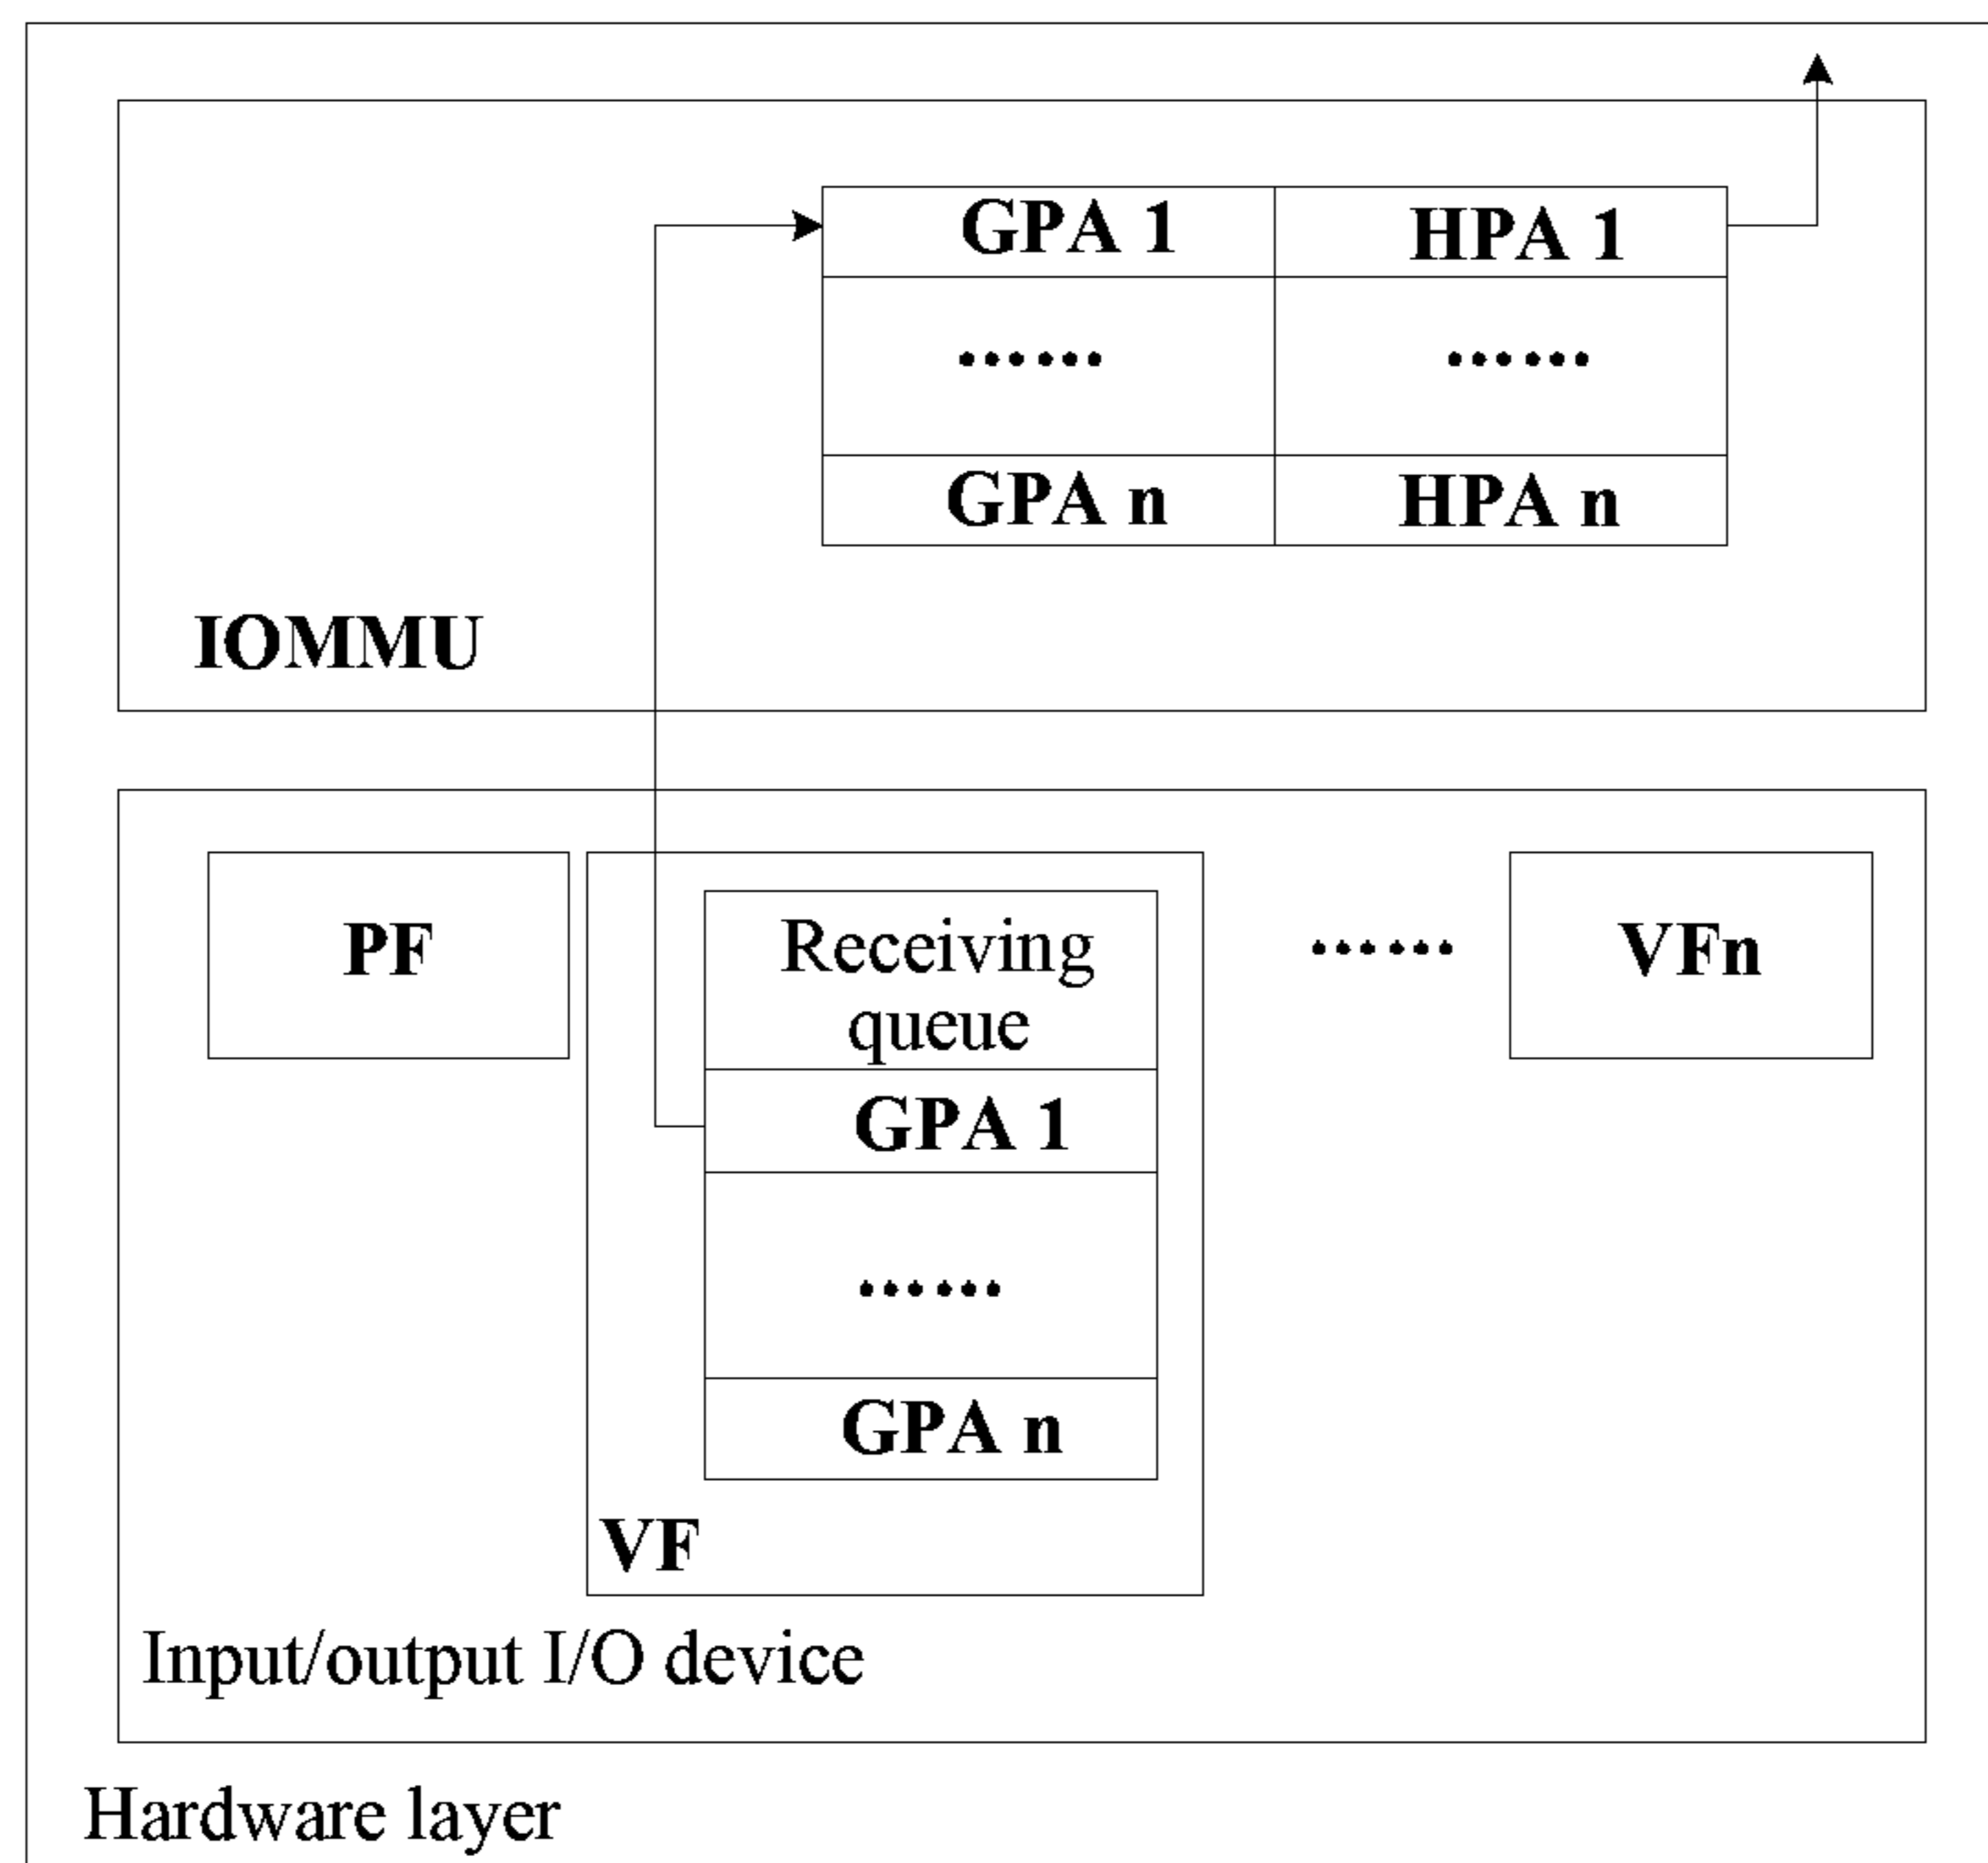 GPA 1 HPA 1
...... ......
GPA n HPA n
IOMMU
PF
Receiving
queue
GPA 1
......
GPA n
VF
......
VFn
Input/output I/O device
Hardware layer